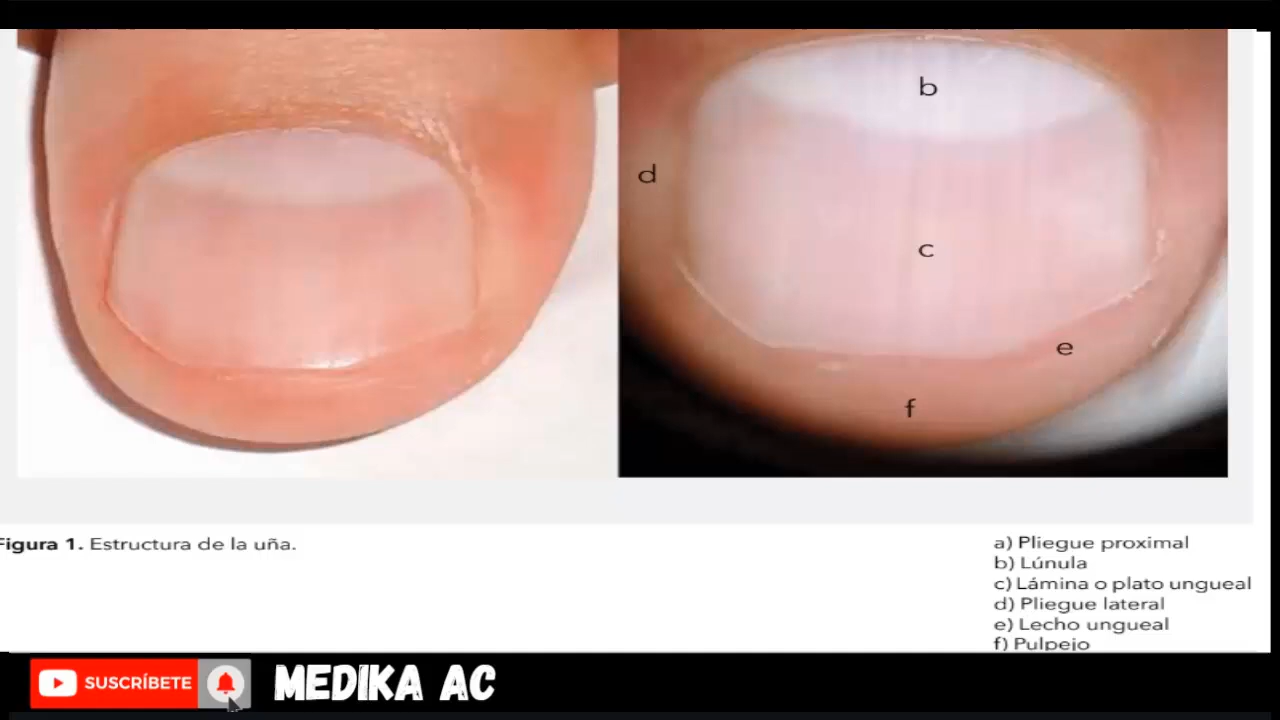 b
d
c
e
f
Figura 1. Estructura de la uña.
a) Pliegue proximal
b) Lúnula
c) Lámina o plato ungueal
d) Pliegue lateral
e) Lecho ungueal
f) Pulpejo
SUSCRÍBETE
MEDIKA AC